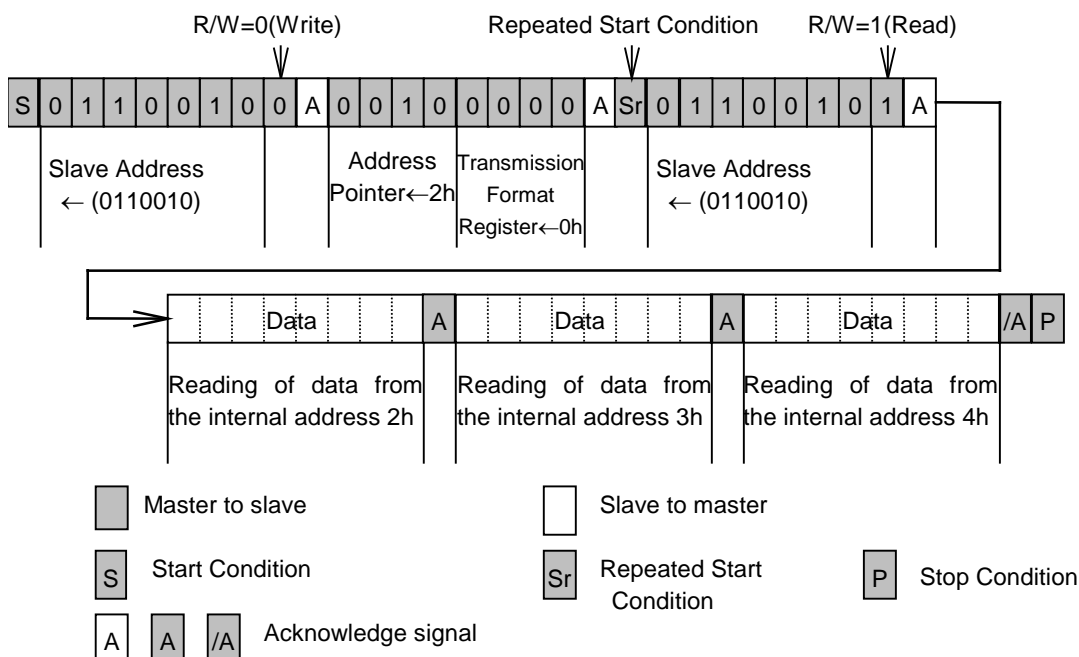 R/W=0(Write) Repeated Start Condition R/W=1(Read)
S 0 1 1 0 0 1 0 0 A 0 0 1 0 0 0 0 0 A Sr 0 1 1 0 0 1 0 1 A
Slave Address
← (0110010)
Address
Pointer←2h
Transmission
Format
Register←0h
Slave Address
← (0110010)
Data A Data A Data /A P
Reading of data from
the internal address 2h
Reading of data from
the internal address 3h
Reading of data from
the internal address 4h
Master to slave Slave to master
S Start Condition
Sr Repeated Start
Condition
P Stop Condition
A A /A Acknowledge signal